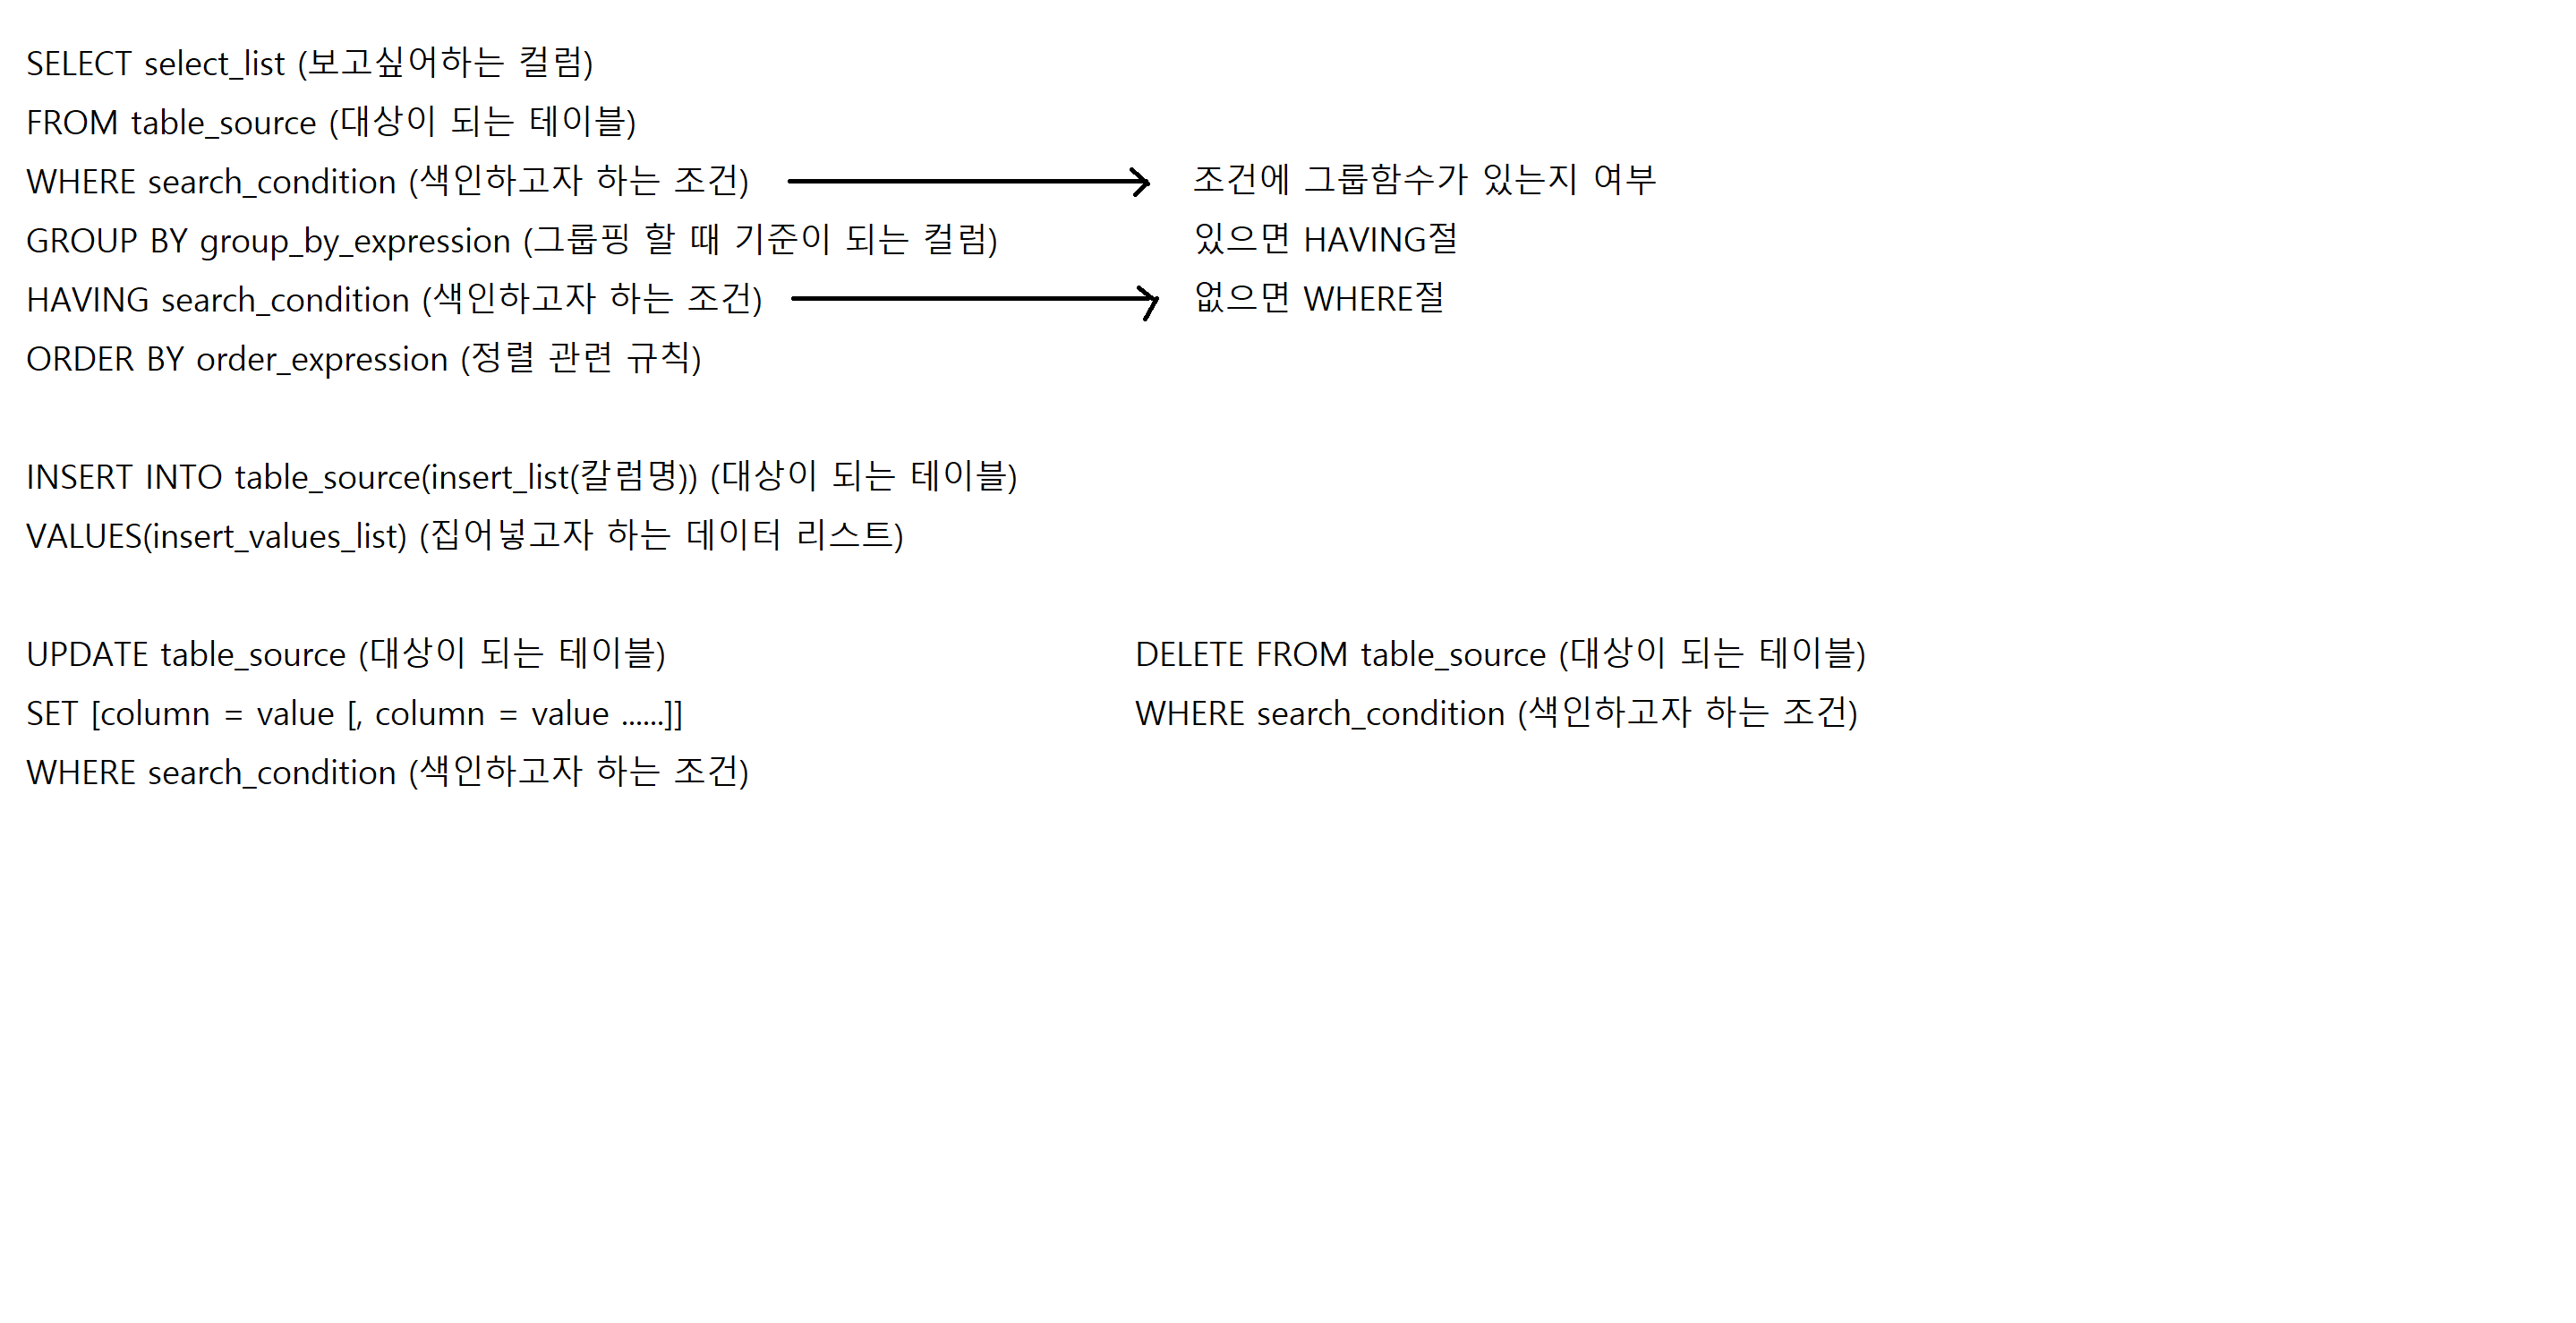 SELECT select_list (보고싶어하는 컬럼)
FROM table_source (대상이 되는 테이블)
WHERE search_condition (색인하고자 하는 조건)
조건에 그룹함수가 있는지 여부
GROUP BY group_by_expression (그룹핑 할 때 기준이 되는 컬럼)
있으면 HAVING절
HAVING search_condition (색인하고자 하는 조건)
없으면 WHERE절
ORDER BY order_expression (정렬 관련 규칙)
INSERT INTO table_source(insert_list(칼럼명)) (대상이 되는 테이블)
VALUES(insert_values_list) (집어넣고자 하는 데이터 리스트)
UPDATE table_source (대상이 되는 테이블)
SET [column = value [, column = value ......]]
WHERE search_condition (색인하고자 하는 조건)
DELETE FROM table_source (대상이 되는 테이블)
WHERE search_condition (색인하고자 하는 조건)